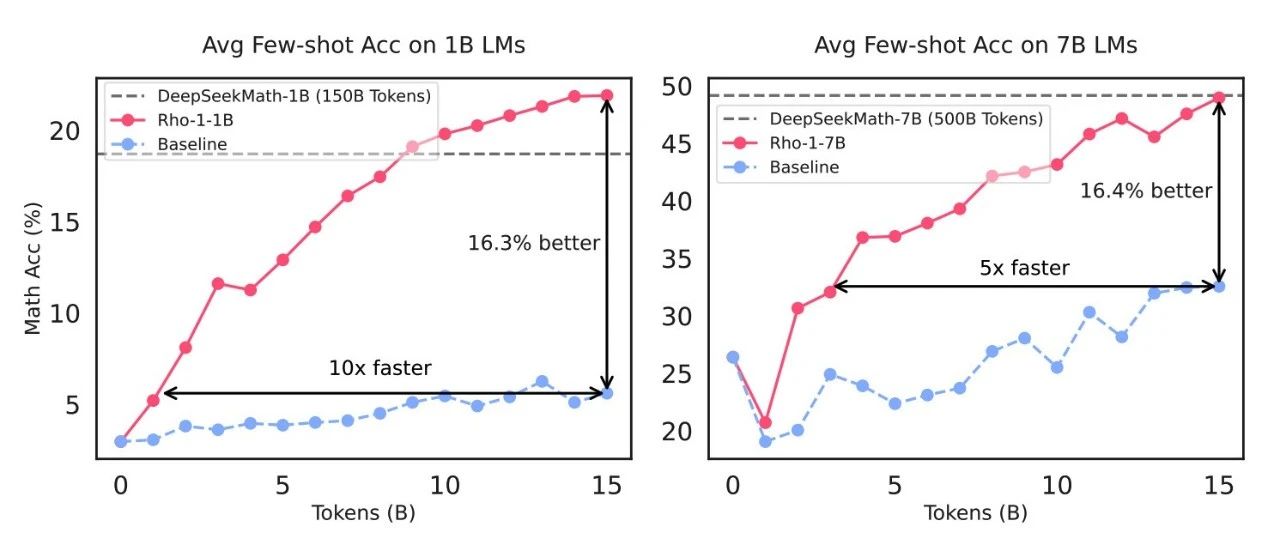 Avg Few-shot Acc on 1B LMs
DeepSeekMath-1B (150B Tokens)
Rho-1-1B
Baseline
20
15
10
5
Math Acc (%)
16.3% better
10x faster
0 5 10 15
Tokens (B)
Avg Few-shot Acc on 7B LMs
DeepSeekMath-7B (500B Tokens)
Rho-1-7B
Baseline
50
45
40
35
30
25
20
16.4% better
5x faster
0 5 10 15
Tokens (B)